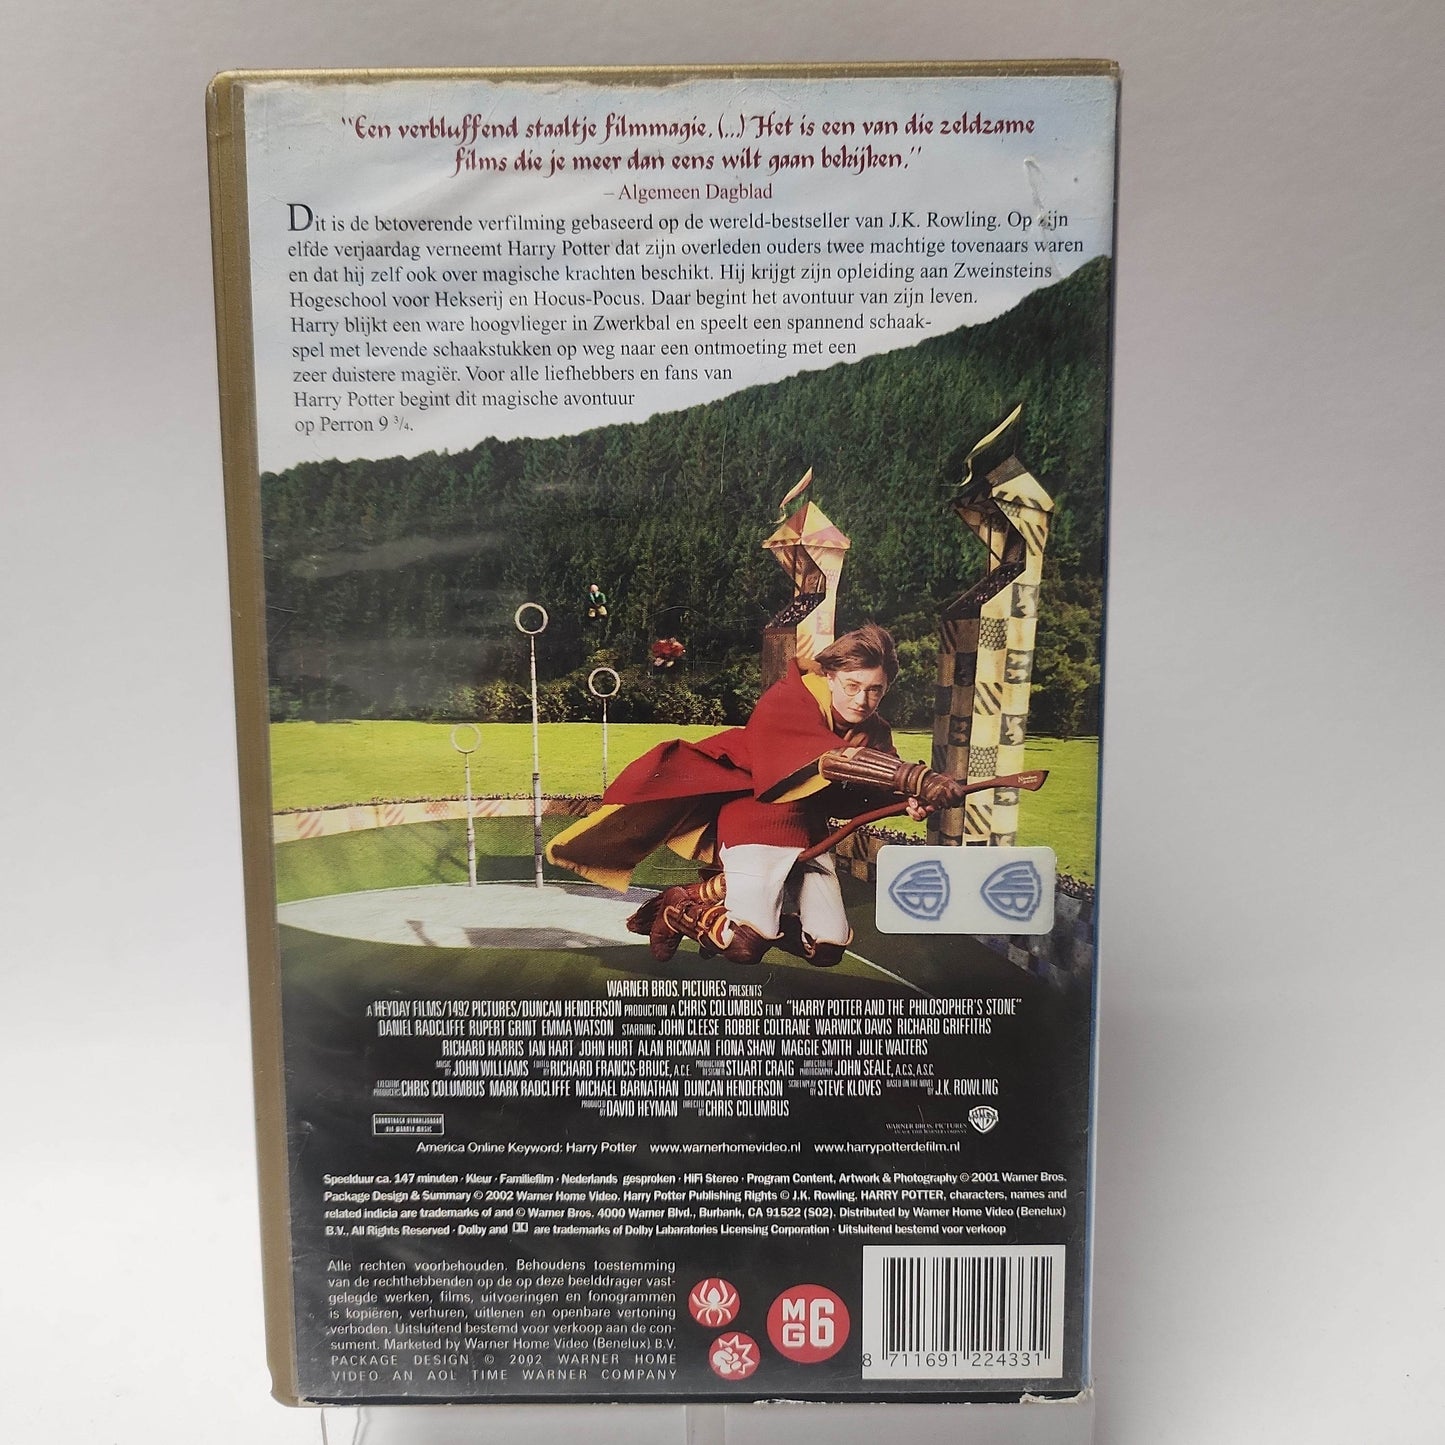 "Een verbluffend staaltje filmmagie. (...) Het is een van die zeldzame
films die je meer dan eens wilt gaan bekijken."
– Algemeen Dagblad
Dit is de betoverende verfilming gebaseerd op de wereld-bestseller van J.K. Rowling. Op zijn
elfde verjaardag verneemt Harry Potter dat zijn overleden ouders twee machtige tovenaars waren
en dat hij zelf ook over magische krachten beschikt. Hij krijgt zijn opleiding aan Zweinsteins
Hogeschool voor Hekserij en Hocus-Pocus. Daar begint het avontuur van zijn leven.
Harry blijkt een ware hoogvlieger in Zwerkbal en speelt een spannend schaak-
spel met levende schaakstukken op weg naar een ontmoeting met een
zeer duistere magiër. Voor alle liefhebbers en fans van
Harry Potter begint dit magische avontuur
op Perron 9 ¾.
WB WB
WARNER BROS. PICTURES PRESENTS
A HEYDAY FILMS/1492 PICTURES/DUNCAN HENDERSON PRODUCTION A CHRIS COLUMBUS FILM "HARRY POTTER AND THE PHILOSOPHER'S STONE"
DANIEL RADCLIFFE RUPERT GRINT EMMA WATSON STARRING JOHN CLEESE ROBBIE COLTRANE WARWICK DAVIS RICHARD GRIFFITHS
RICHARD HARRIS IAN HART JOHN HURT ALAN RICKMAN FIONA SHAW MAGGIE SMITH JULIE WALTERS
MUSIC BY JOHN WILLIAMS EDITED BY RICHARD FRANCIS-BRUCE, A.C.E. PRODUCTION DESIGNER STUART CRAIG DIRECTOR OF PHOTOGRAPHY JOHN SEALE, A.C.S., A.S.C.
EXECUTIVE PRODUCERS CHRIS COLUMBUS MARK RADCLIFFE MICHAEL BARNATHAN DUNCAN HENDERSON SCREENPLAY BY STEVE KLOVES BASED ON THE NOVEL BY J.K. ROWLING
PRODUCED BY DAVID HEYMAN DIRECTED BY CHRIS COLUMBUS
SOUNDTRACK VERKRIJGBAAR
VIA WARNER MUSIC
WARNER BROS. PICTURES
America Online Keyword: Harry Potter www.warnerhomevideo.nl www.harrypotterdefilm.nl
Speelduur ca. 147 minuten · Kleur · Familiefilm · Nederlands gesproken · HiFi Stereo · Program Content, Artwork & Photography © 2001 Warner Bros.
Package Design & Summary © 2002 Warner Home Video. Harry Potter Publishing Rights © J.K. Rowling. HARRY POTTER, characters, names and
related indicia are trademarks of and © Warner Bros. 4000 Warner Blvd., Burbank, CA 91522 (S02). Distributed by Warner Home Video (Benelux)
B.V., All Rights Reserved · Dolby and are trademarks of Dolby Labaratories Licensing Corporation · Uitsluitend bestemd voor verkoop
Alle rechten voorbehouden. Behoudens toestemming
van de rechthebbenden op de op deze beelddrager vast-
gelegde werken, films, uitvoeringen en fonogrammen
is kopiëren, verhuren, uitlenen en openbare vertoning
verboden. Uitsluitend bestemd voor verkoop aan de con-
sument. Marketed by Warner Home Video (Benelux) B.V.
PACKAGE DESIGN © 2002 WARNER HOME
VIDEO AN AOL TIME WARNER COMPANY
MG6
8 711691 224331